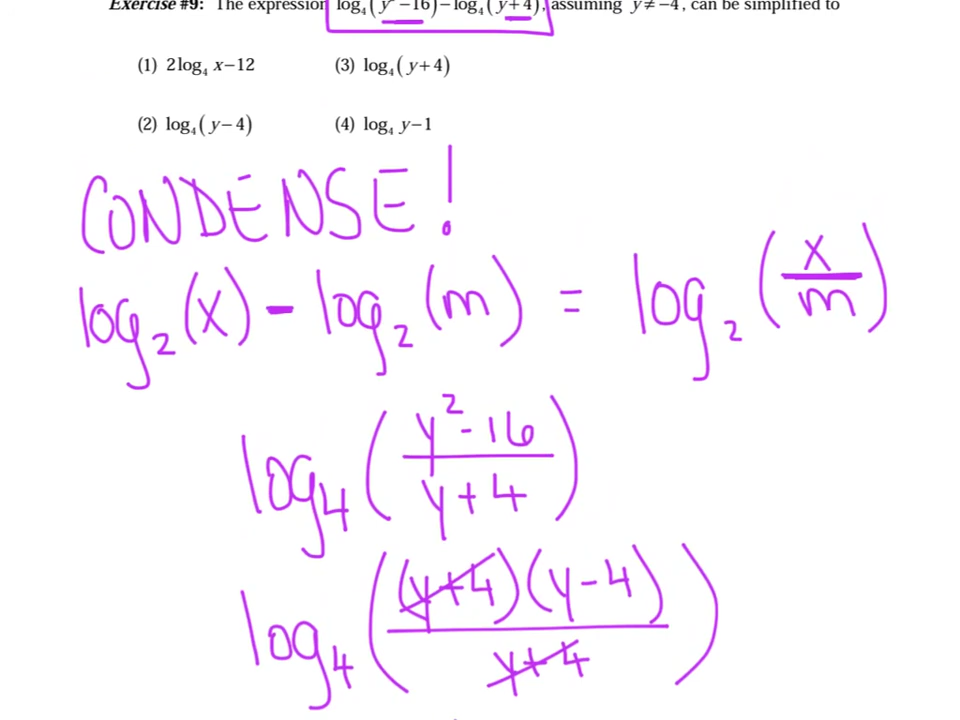 Exercise #9: The expression log₄(y² −16)−log₄(y+4), assuming y≠−4, can be simplified to
(1) 2log₄ x−12 (3) log₄(y+4)
(2) log₄(y−4) (4) log₄ y−1
CONDENSE!
log₂(x) - log₂(m) = log₂(x/m)
log₄(y²-16/y+4)
log₄((y+4)(y-4)/y+4)